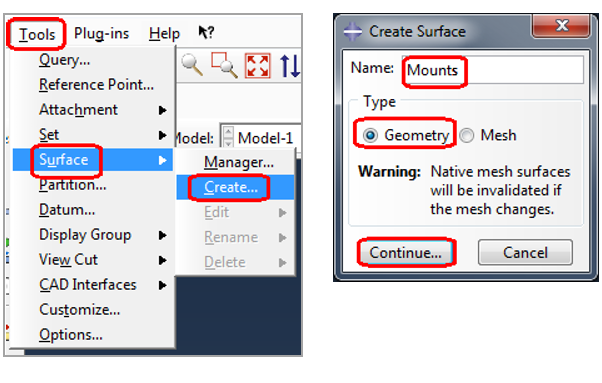 Tools Plug-ins Help
Query...
Reference Point...
Attachment
Set
Model: Model-1
Surface
Manager...
Partition...
Create...
Datum...
Edit
Display Group
Rename
View Cut
Delete
CAD Interfaces
Customize...
Options...
Create Surface
Name: Mounts
Type
Geometry Mesh
Warning: Native mesh surfaces
will be invalidated if
the mesh changes.
Continue... Cancel